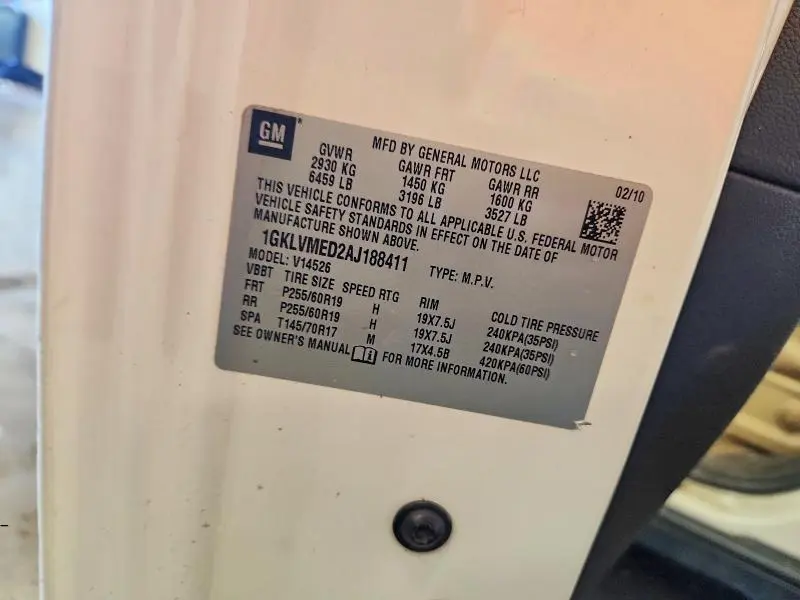 GM
MFD BY GENERAL MOTORS LLC
02/10
GVWR GAWR FRT GAWR RR
2930 KG 1450 KG 1600 KG
6459 LB 3196 LB 3527 LB
THIS VEHICLE CONFORMS TO ALL APPLICABLE U.S. FEDERAL MOTOR
VEHICLE SAFETY STANDARDS IN EFFECT ON THE DATE OF
MANUFACTURE SHOWN ABOVE.
1GKLVMED2AJ188411 TYPE: M.P.V.
MODEL: V14526
VBBT TIRE SIZE SPEED RTG RIM COLD TIRE PRESSURE
FRT P255/60R19 H 19X7.5J 240KPA(35PSI)
RR P255/60R19 H 19X7.5J 240KPA(35PSI)
SPA T145/70R17 M 17X4.5B 420KPA(60PSI)
SEE OWNER'S MANUAL FOR MORE INFORMATION.